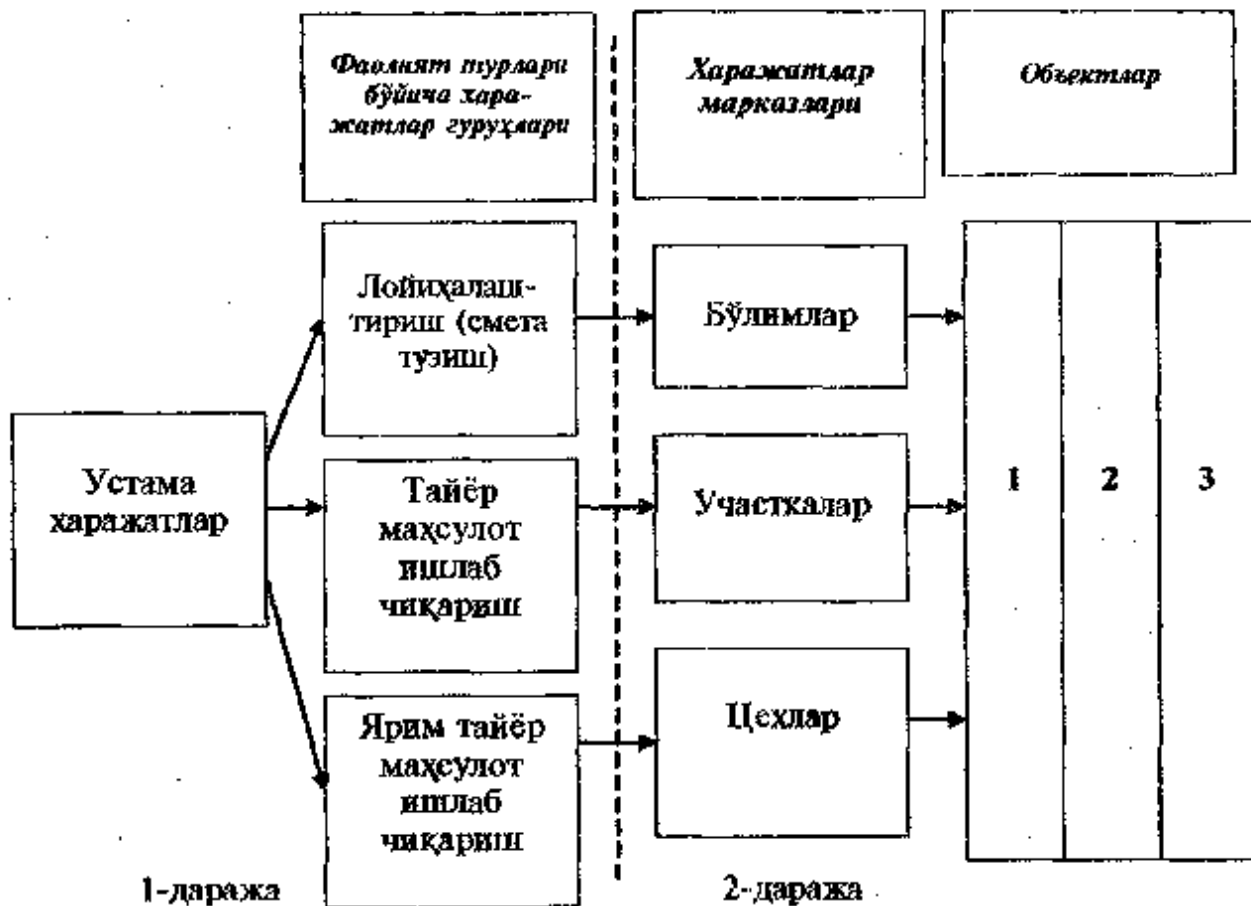 Фаолият турлари
бўйича хара-
жатлар гуруҳлари
Харажатлар
марказлари
Объектлар
Лойиҳалаш-
тириш (смета
тузиш)
Бўлимлар
Устама
харажатлар
Тайёр
маҳсулот
ишлаб
чиқариш
Участкалар
1
2
3
Ярим тайёр
маҳсулот
ишлаб
чиқариш
Цехлар
1-даража
2-даража